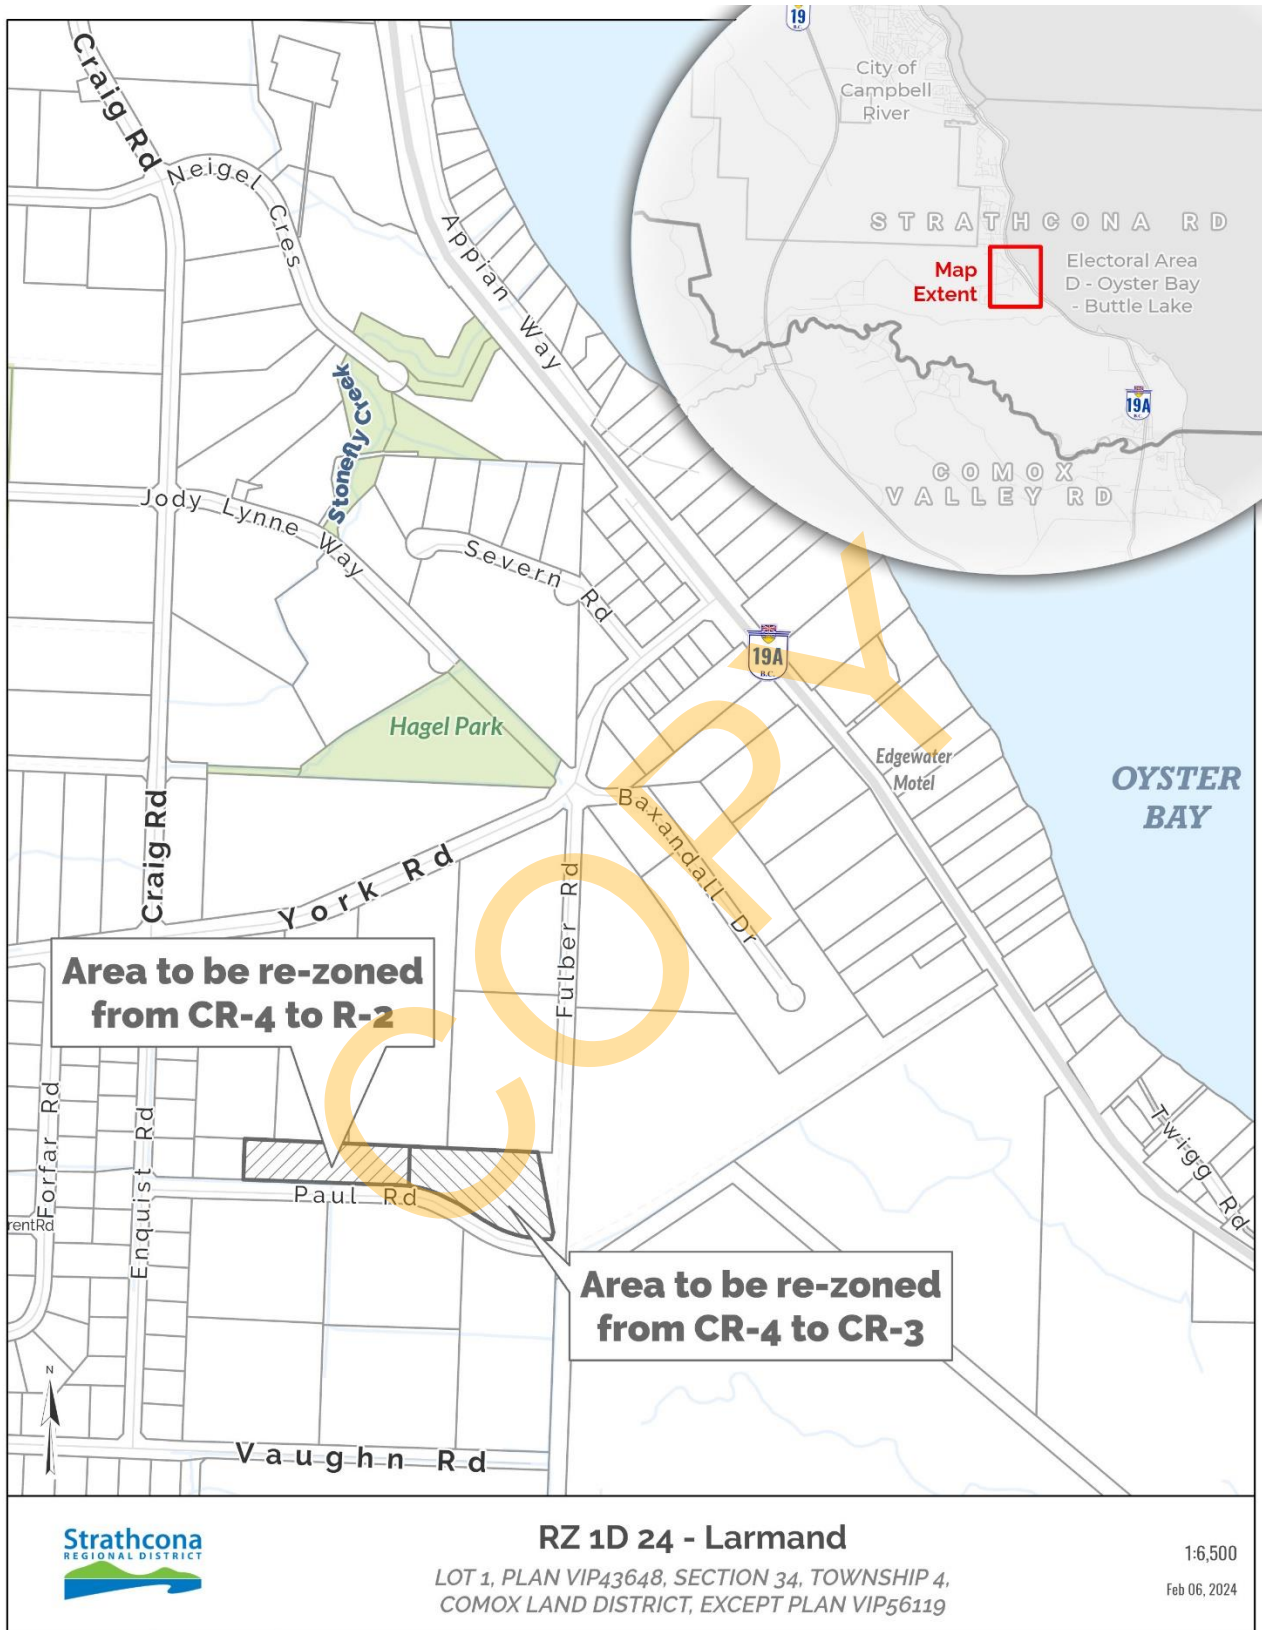 19
B.C.
City of
Campbell
River
STRATHCONA RD
Map
Extent
Electoral Area
D - Oyster Bay
- Buttle Lake
19A
B.C.
COMOX
VALLEY RD
Craig Rd
Neigel Cres
Appian Way
Stonefly Creek
Jody Lynne Way
Severn Rd
19A
B.C.
Hagel Park
Edgewater
Motel
OYSTER
BAY
Baxandall Dr
Craig Rd
York Rd
Fulber Rd
Area to be re-zoned
from CR-4 to R-2
COPY
Forfar Rd
Enquist Rd
Paul Rd
Twigg Rd
rentRd
Area to be re-zoned
from CR-4 to CR-3
N
Vaughn Rd
Strathcona
REGIONAL DISTRICT
RZ 1D 24 - Larmand
LOT 1, PLAN VIP43648, SECTION 34, TOWNSHIP 4,
COMOX LAND DISTRICT, EXCEPT PLAN VIP56119
1:6,500
Feb 06, 2024